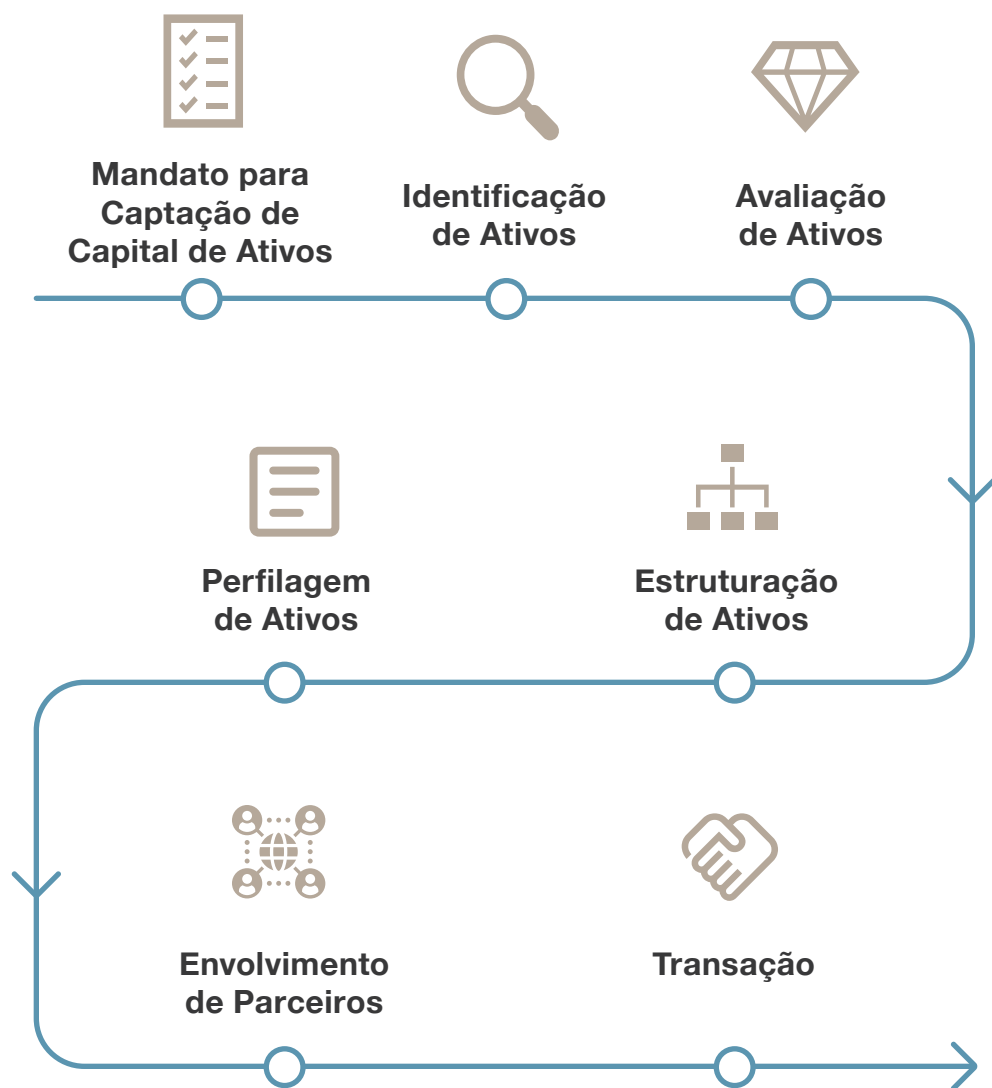 Mandato para
Captação de
Capital de Ativos
Identificação
de Ativos
Avaliação
de Ativos
Perfilagem
de Ativos
Estruturação
de Ativos
Envolvimento
de Parceiros
Transação